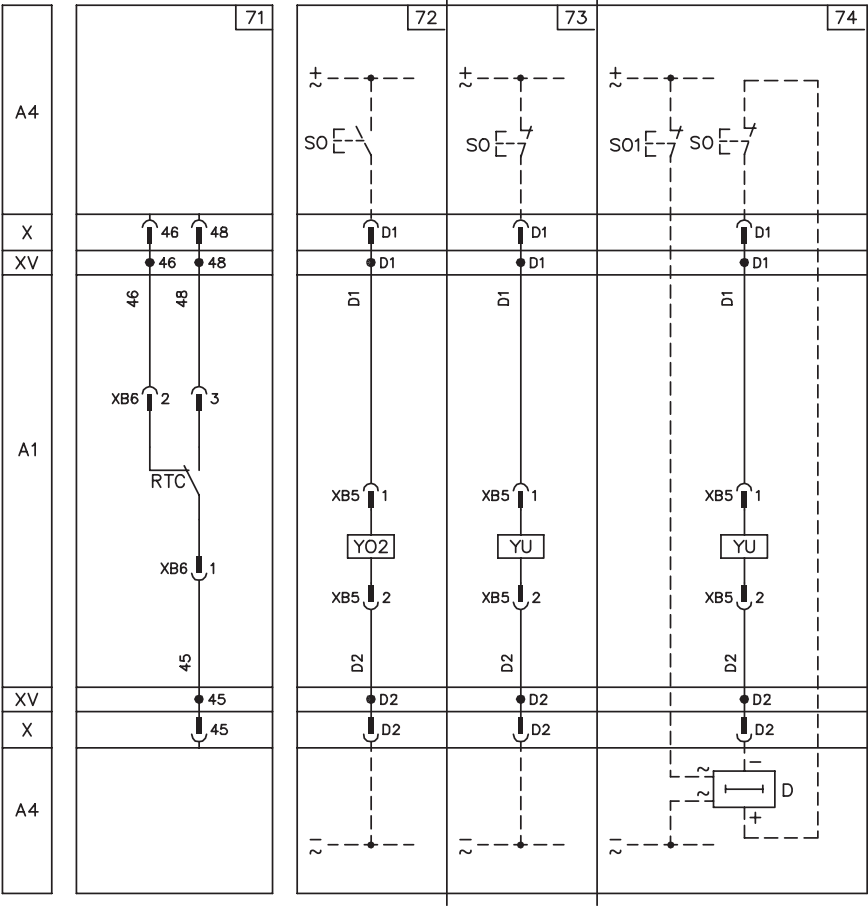 71 72 73 74
± ~ ± ~ ± ~
A4
SO SO SO1 SO
X 46 48 D1 D1 D1
XV 46 48 D1 D1 D1
46 48 D1 D1 D1
XB6 2 3
A1
RTC
XB5 1 XB5 1 XB5 1
YO2 YU YU
XB6 1
XB5 2 XB5 2 XB5 2
45 D2 D2 D2
XV 45 D2 D2 D2
X 45 D2 D2 D2
~ −
~ D
A4
+
− ~ − ~ − ~